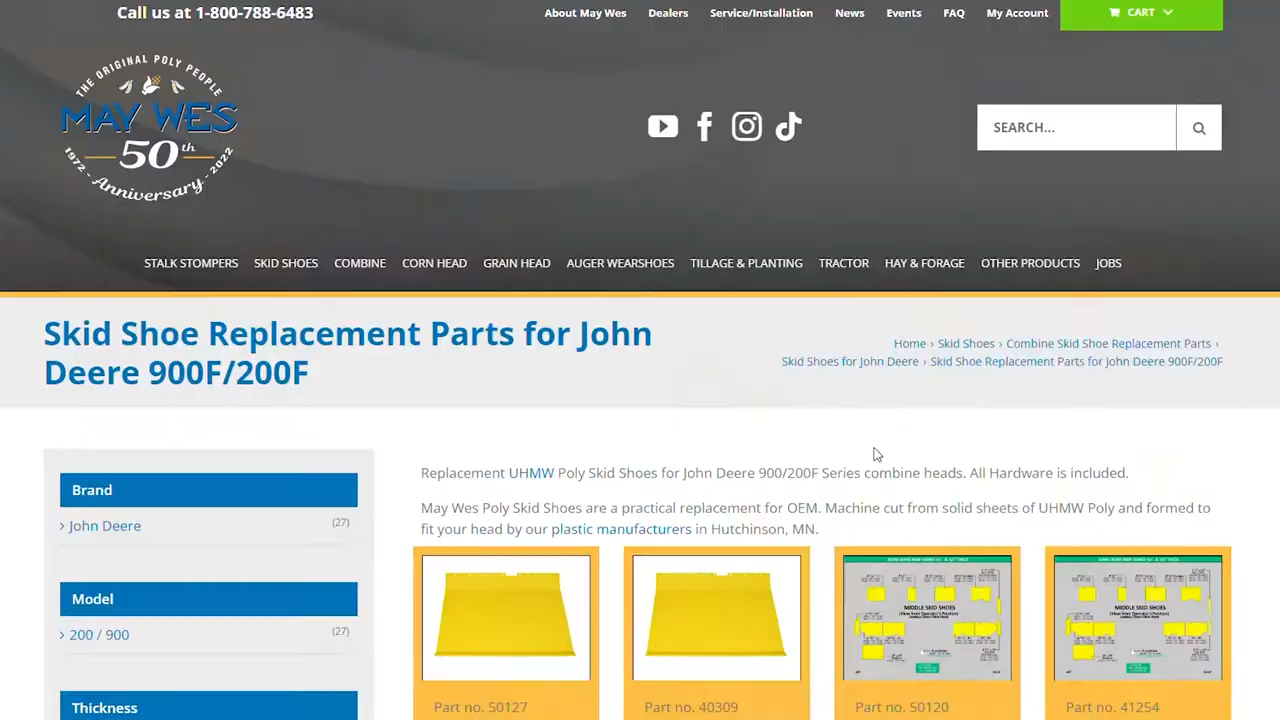 Call us at 1-800-788-6483
About May Wes
Dealers
Service/Installation
News
Events
FAQ
My Account
CART
THE ORIGINAL POLY PEOPLE
MAY WES
50th
1972 - Anniversary - 2022
SEARCH...
STALK STOMPERS
SKID SHOES
COMBINE
CORN HEAD
GRAIN HEAD
AUGER WEARSHOES
TILLAGE & PLANTING
TRACTOR
HAY & FORAGE
OTHER PRODUCTS
JOBS
Skid Shoe Replacement Parts for John
Deere 900F/200F
Home › Skid Shoes › Combine Skid Shoe Replacement Parts ›
Skid Shoes for John Deere › Skid Shoe Replacement Parts for John Deere 900F/200F
Brand
› John Deere (27)
Model
› 200 / 900 (27)
Thickness
Replacement UHMW Poly Skid Shoes for John Deere 900/200F Series combine heads. All Hardware is included.
May Wes Poly Skid Shoes are a practical replacement for OEM. Machine cut from solid sheets of UHMW Poly and formed to
fit your head by our plastic manufacturers in Hutchinson, MN.
MIDDLE SKID SHOES
MIDDLE SKID SHOES
Part no. 50127
Part no. 40309
Part no. 50120
Part no. 41254